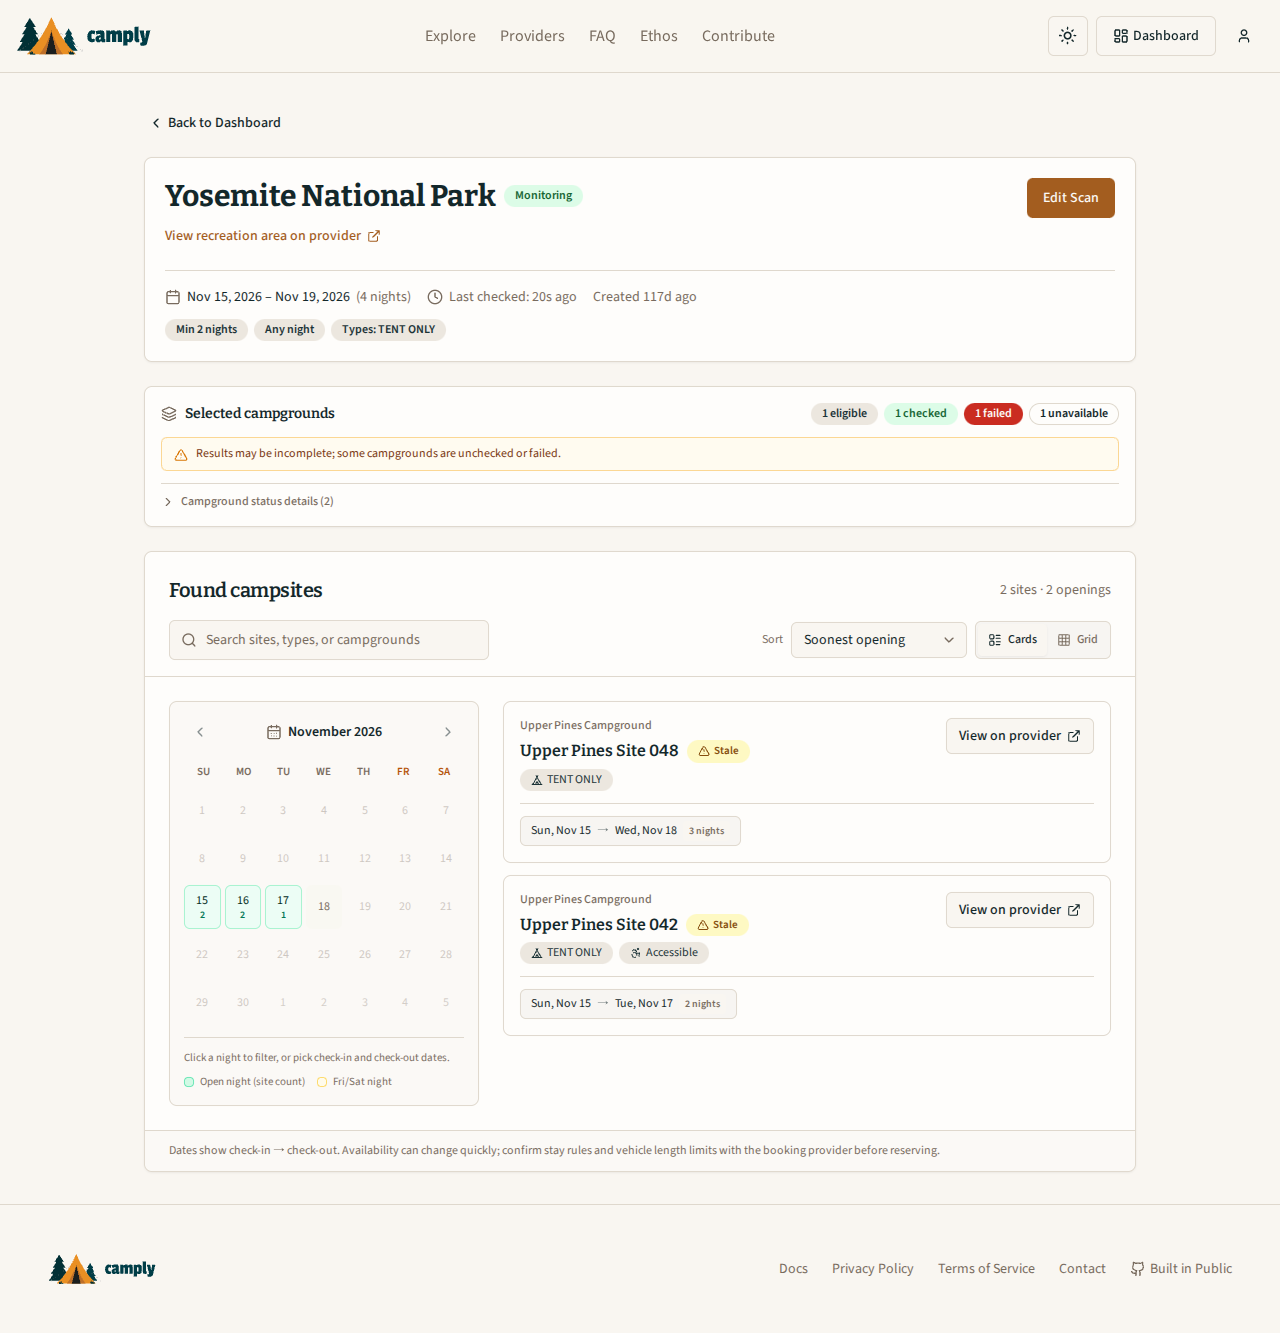 camply
Explore
Providers
FAQ
Ethos
Contribute
Dashboard
Back to Dashboard
Yosemite National Park
Monitoring
Edit Scan
View recreation area on provider
Nov 15, 2026 – Nov 19, 2026 (4 nights)
Last checked: 20s ago
Created 117d ago
Min 2 nights
Any night
Types: TENT ONLY
Selected campgrounds
1 eligible
1 checked
1 failed
1 unavailable
Results may be incomplete; some campgrounds are unchecked or failed.
Campground status details (2)
Found campsites
2 sites · 2 openings
Search sites, types, or campgrounds
Sort
Soonest opening
Cards
Grid
November 2026
SU MO TU WE TH FR SA
1 2 3 4 5 6 7
8 9 10 11 12 13 14
15 16 17 18 19 20 21
2 2 1
22 23 24 25 26 27 28
29 30 1 2 3 4 5
Click a night to filter, or pick check-in and check-out dates.
Open night (site count)
Fri/Sat night
Upper Pines Campground
Upper Pines Site 048
Stale
View on provider
TENT ONLY
Sun, Nov 15 → Wed, Nov 18 3 nights
Upper Pines Campground
Upper Pines Site 042
Stale
View on provider
TENT ONLY
Accessible
Sun, Nov 15 → Tue, Nov 17 2 nights
Dates show check-in → check-out. Availability can change quickly; confirm stay rules and vehicle length limits with the booking provider before reserving.
camply
Docs
Privacy Policy
Terms of Service
Contact
Built in Public